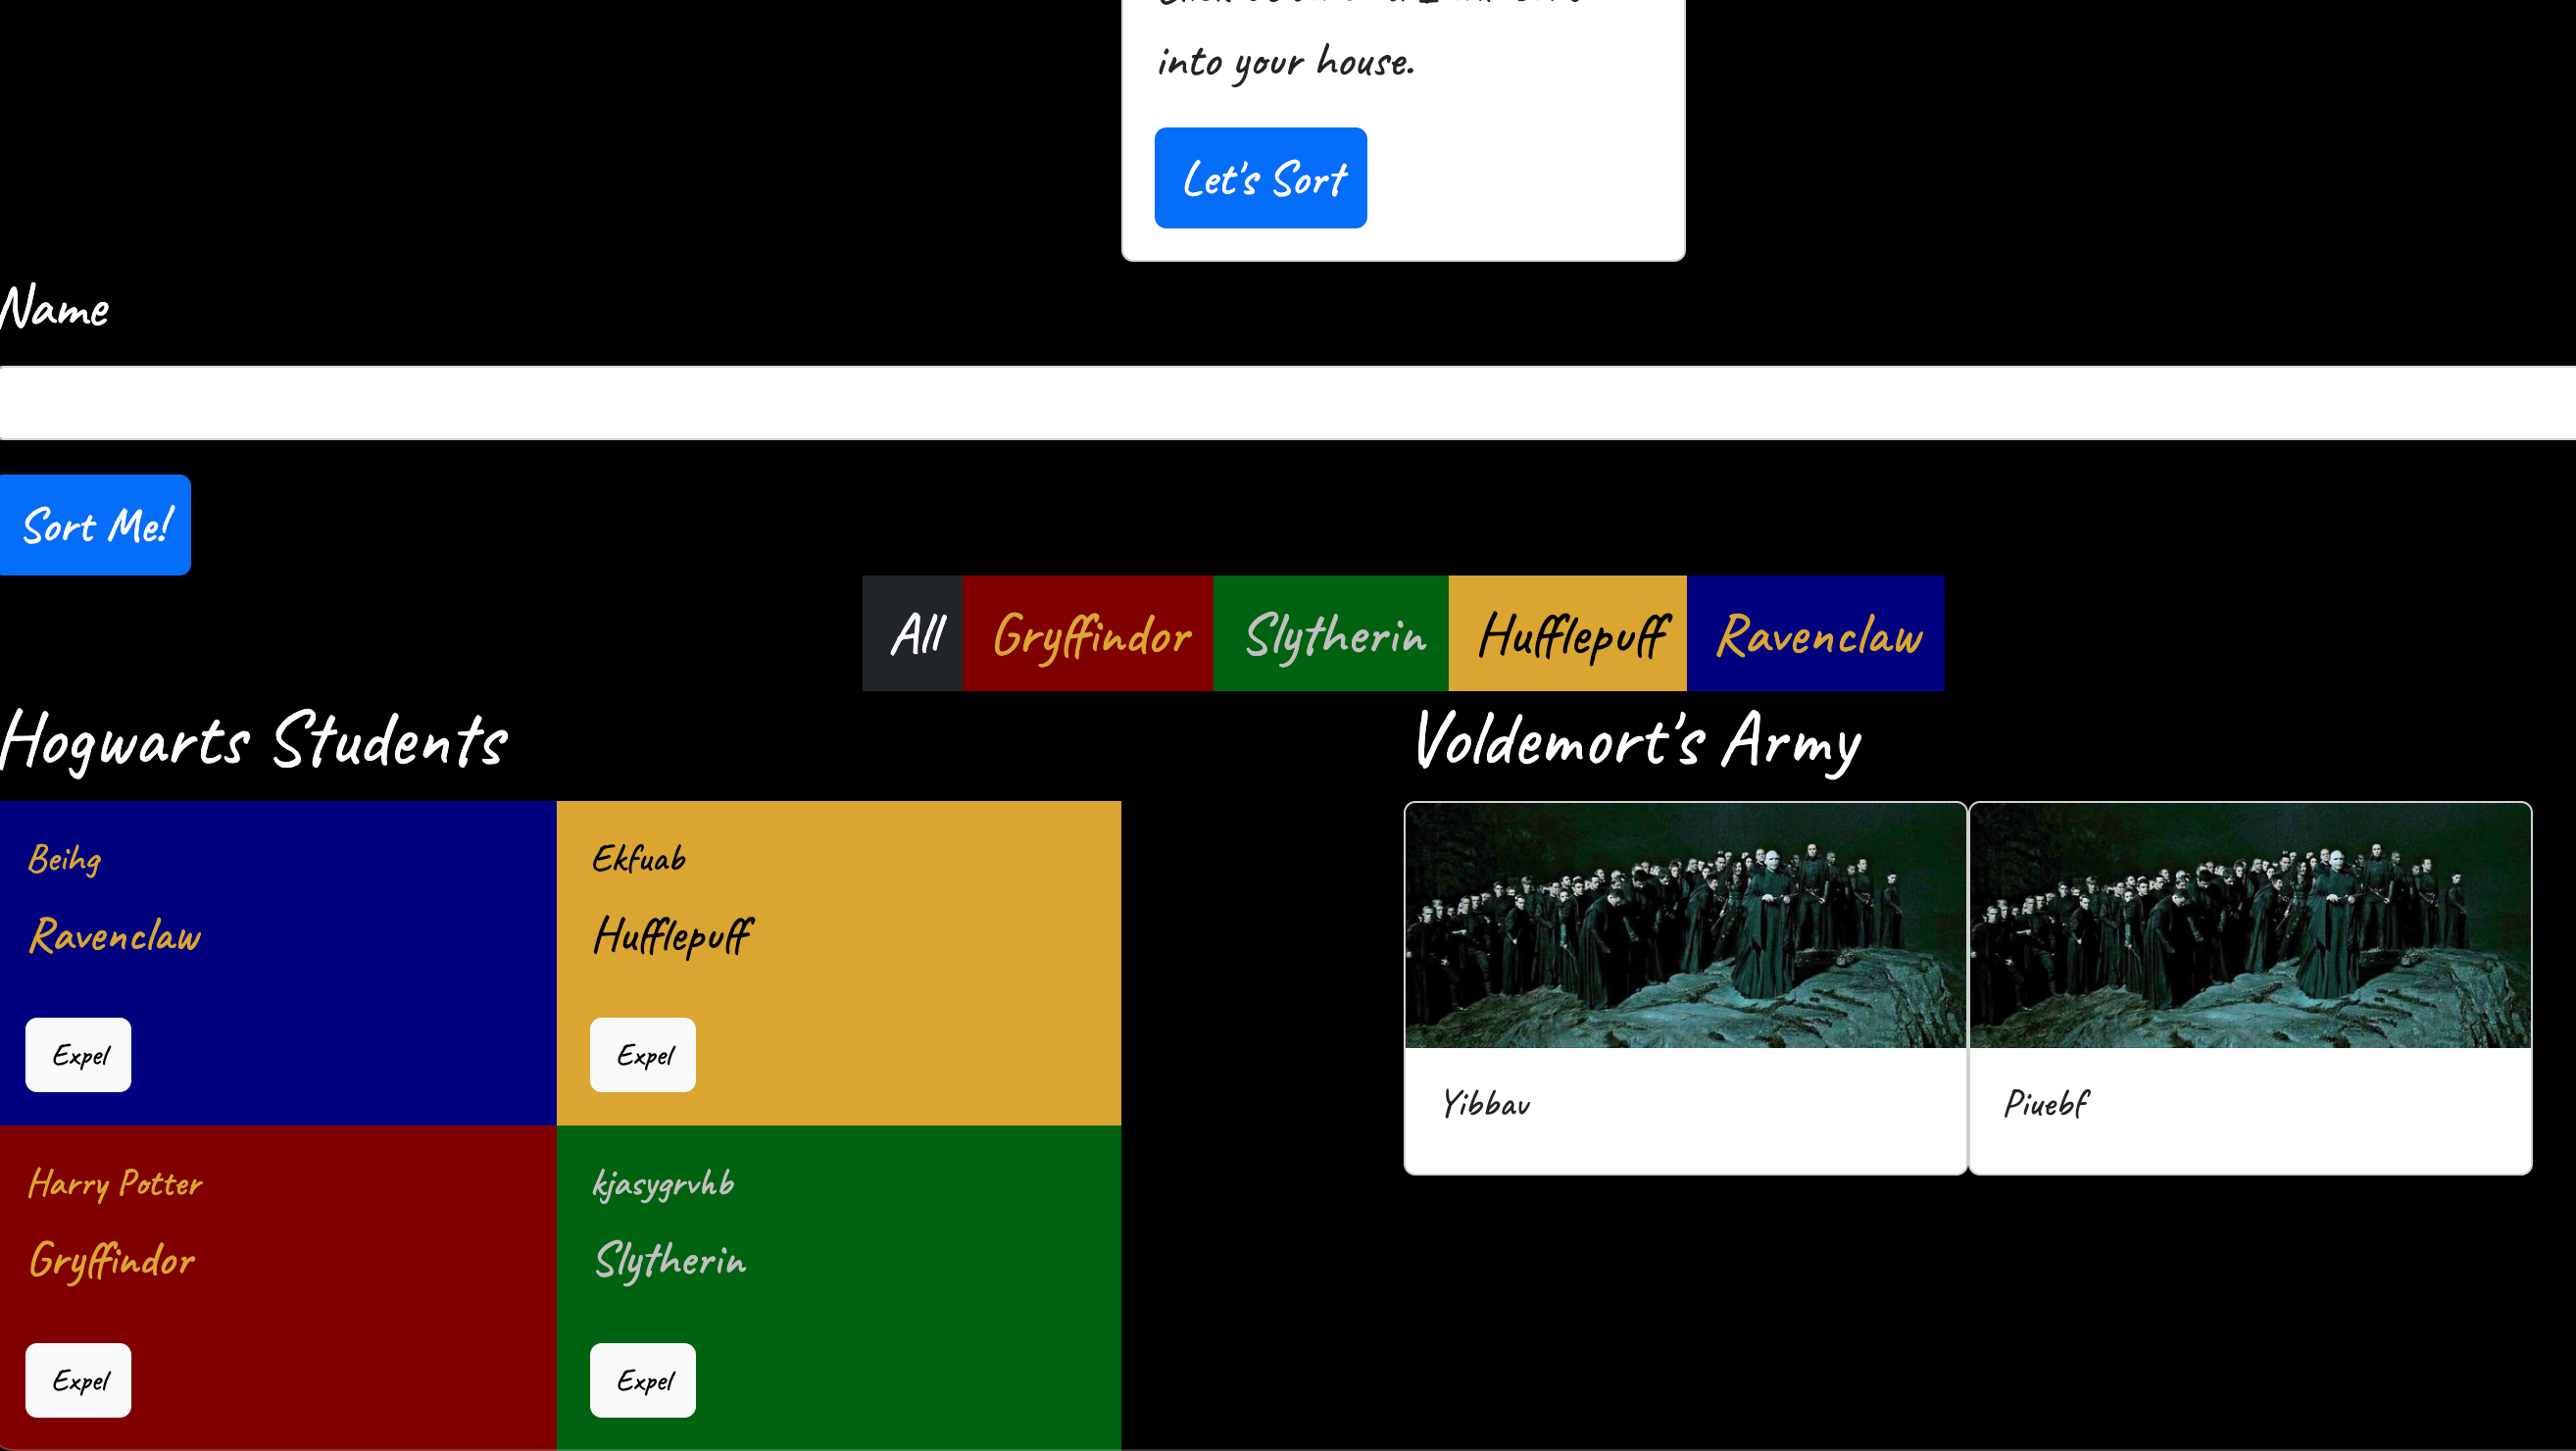 into your house.
Let's Sort
Name
Sort Me!
All Gryffindor Slytherin Hufflepuff Ravenclaw
Hogwarts Students
Voldemort's Army
Beihg
Ravenclaw
Expel
Ekfuab
Hufflepuff
Expel
Harry Potter
Gryffindor
Expel
kjasygrvhb
Slytherin
Expel
Yibbav
Piuebf